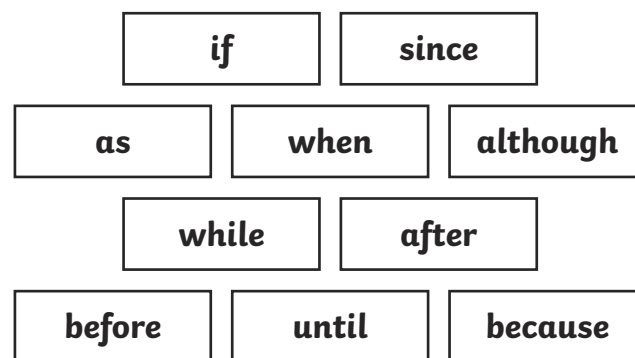 if since
as when although
while after
before until because